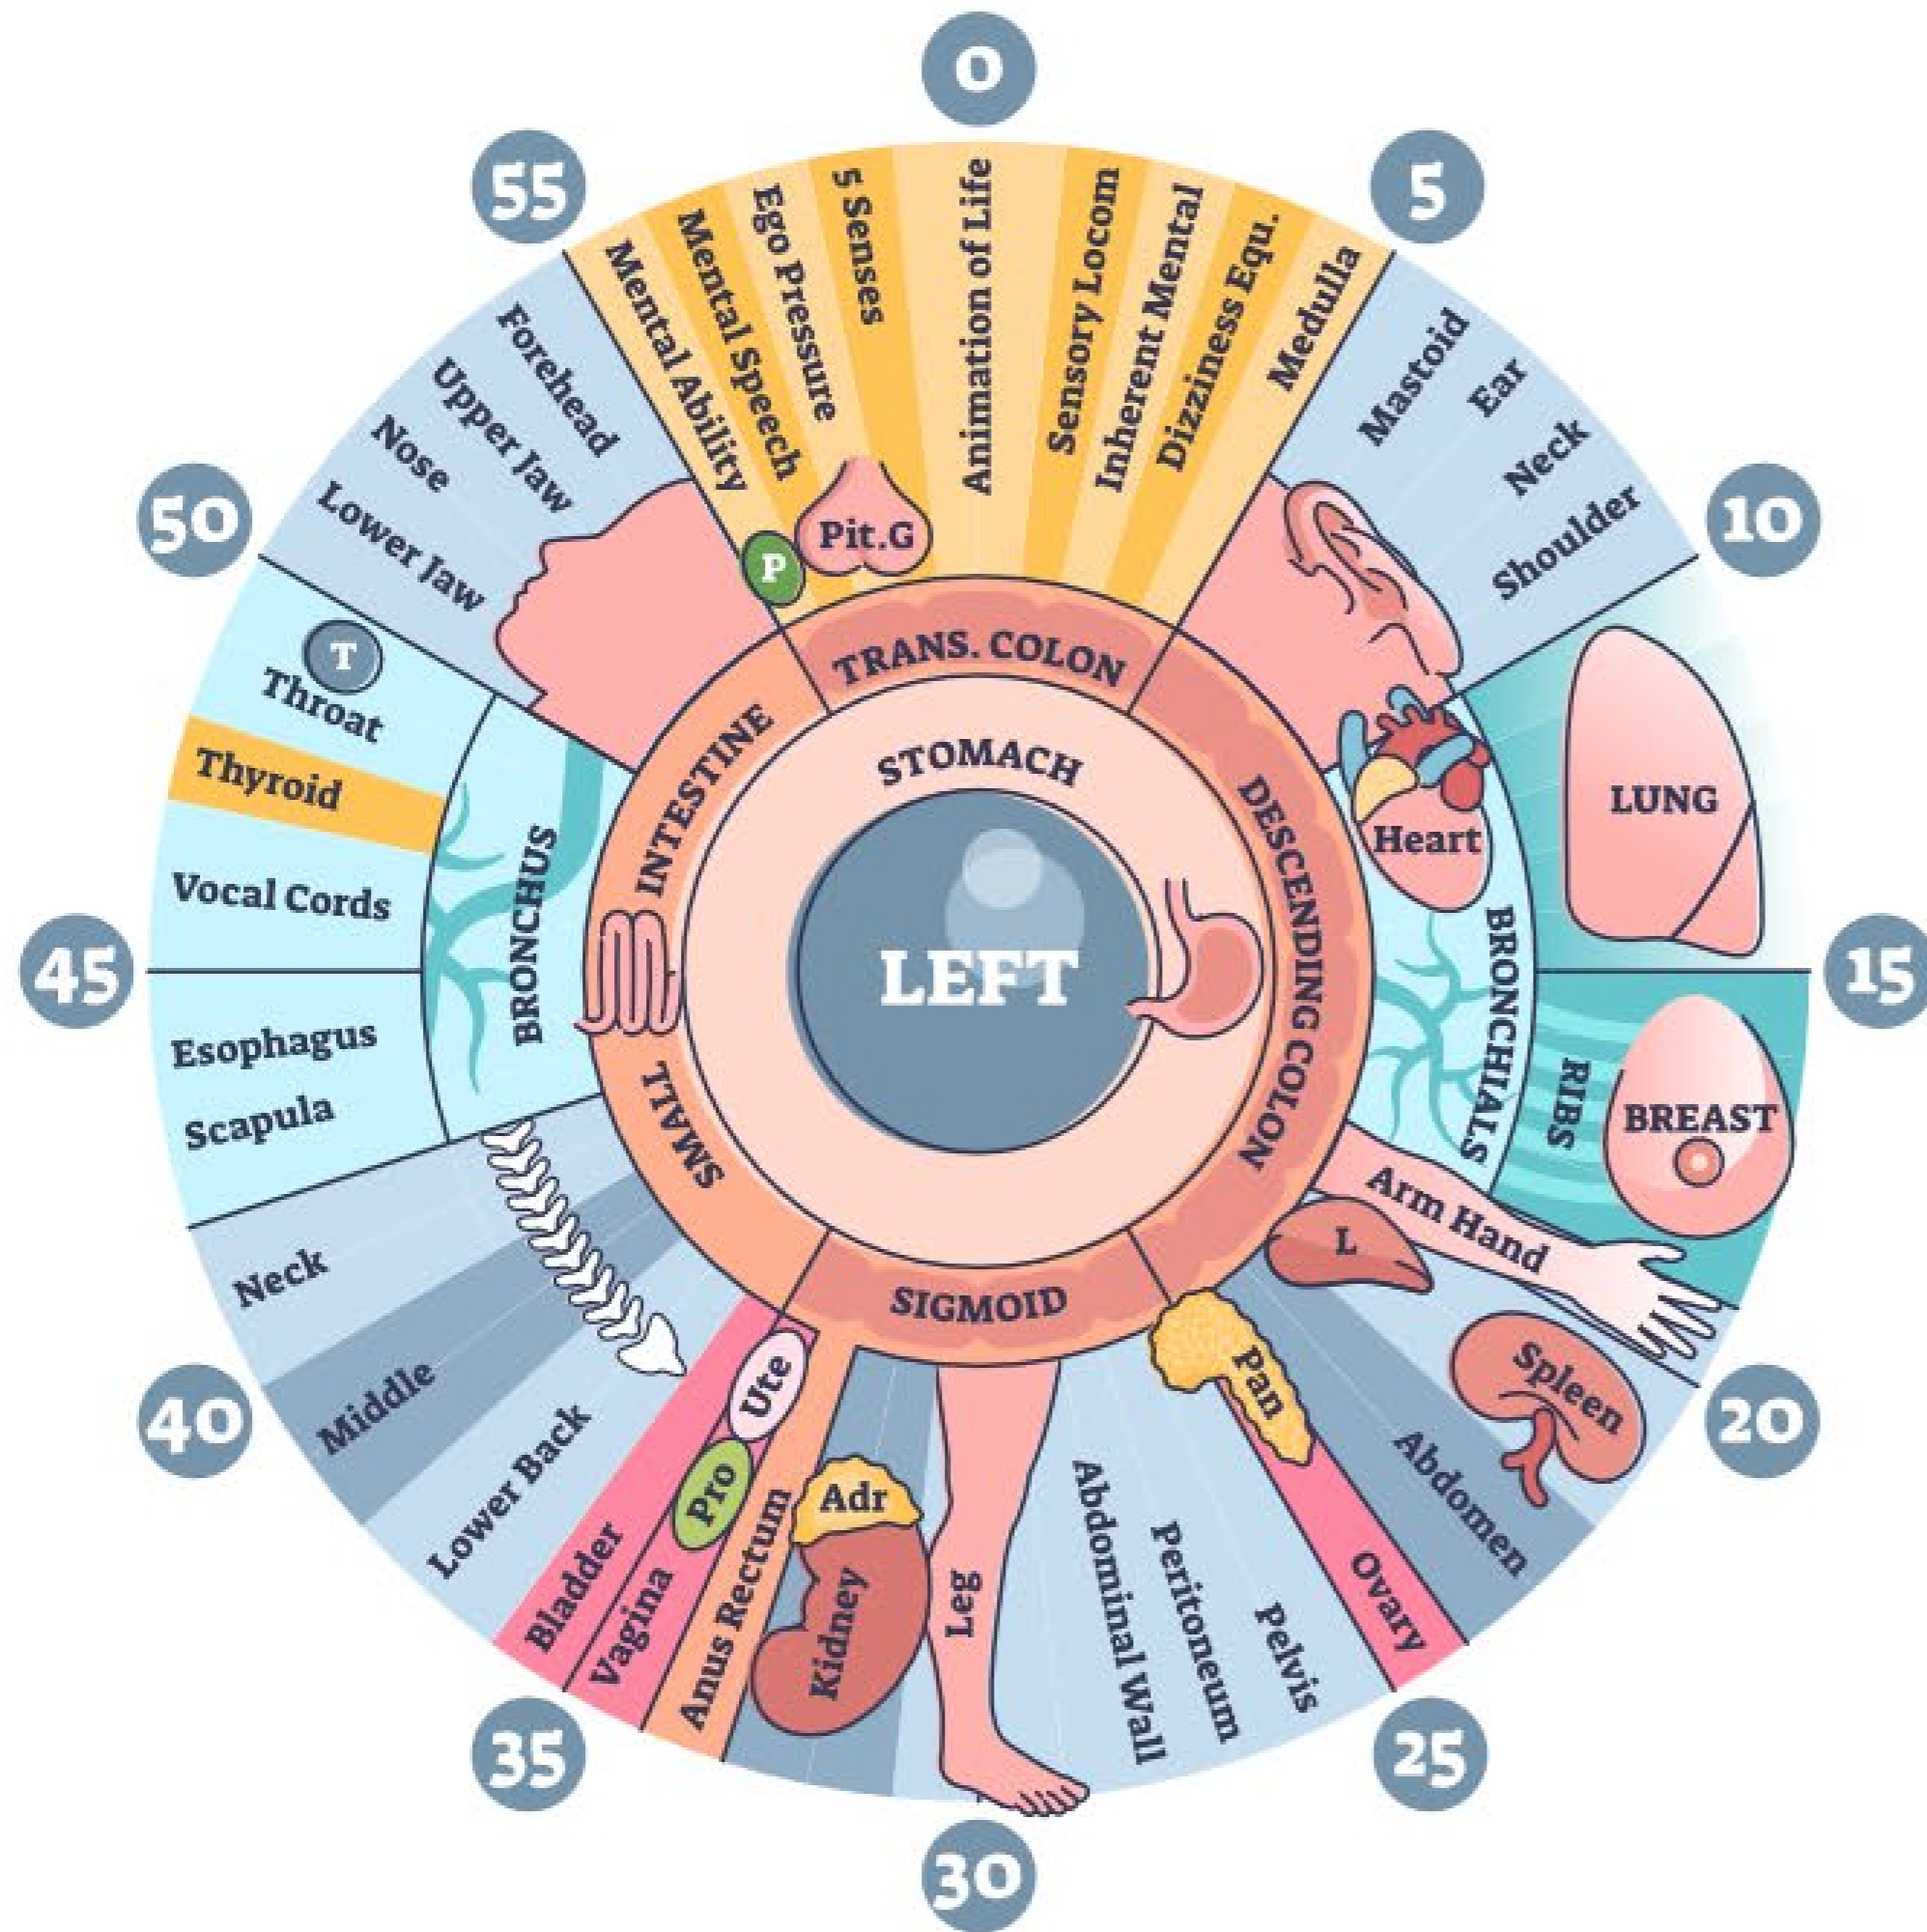 0
5
10
15
20
25
30
35
40
45
50
55
Animation of Life
Sensory Locom
Inherent Mental
Dizziness Equ.
Medulla
Mastoid
Ear
Neck
Shoulder
LUNG
Heart
BRONCHIALS
RIBS
BREAST
Arm Hand
L
Spleen
Abdomen
Pan
Ovary
Pelvis
Peritoneum
Abdominal Wall
Leg
Adr
Kidney
Anus Rectum
Ute
Pro
Vagina
Bladder
Lower Back
Middle
Neck
Scapula
Esophagus
BRONCHUS
Vocal Cords
Thyroid
T
Throat
Lower Jaw
Nose
Upper Jaw
Forehead
Mental Ability
Mental Speech
Ego Pressure
5 Senses
P
Pit.G
TRANS. COLON
DESCENDING COLON
SIGMOID
SMALL INTESTINE
STOMACH
LEFT